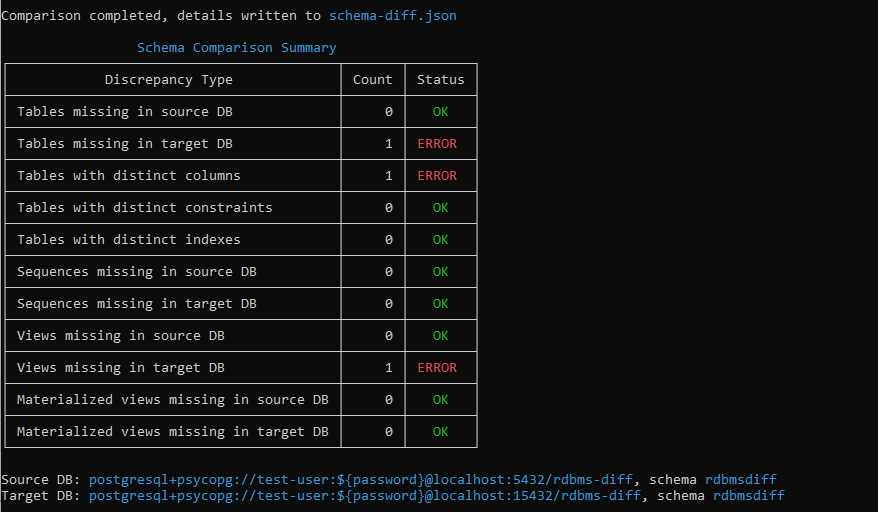 Comparison completed, details written to schema-diff.json
Schema Comparison Summary
Discrepancy Type Count Status
Tables missing in source DB 0 OK
Tables missing in target DB 1 ERROR
Tables with distinct columns 1 ERROR
Tables with distinct constraints 0 OK
Tables with distinct indexes 0 OK
Sequences missing in source DB 0 OK
Sequences missing in target DB 0 OK
Views missing in source DB 0 OK
Views missing in target DB 1 ERROR
Materialized views missing in source DB 0 OK
Materialized views missing in target DB 0 OK
Source DB: postgresql+psycopg://test-user:${password}@localhost:5432/rdbms-diff, schema rdbmsdiff
Target DB: postgresql+psycopg://test-user:${password}@localhost:15432/rdbms-diff, schema rdbmsdiff